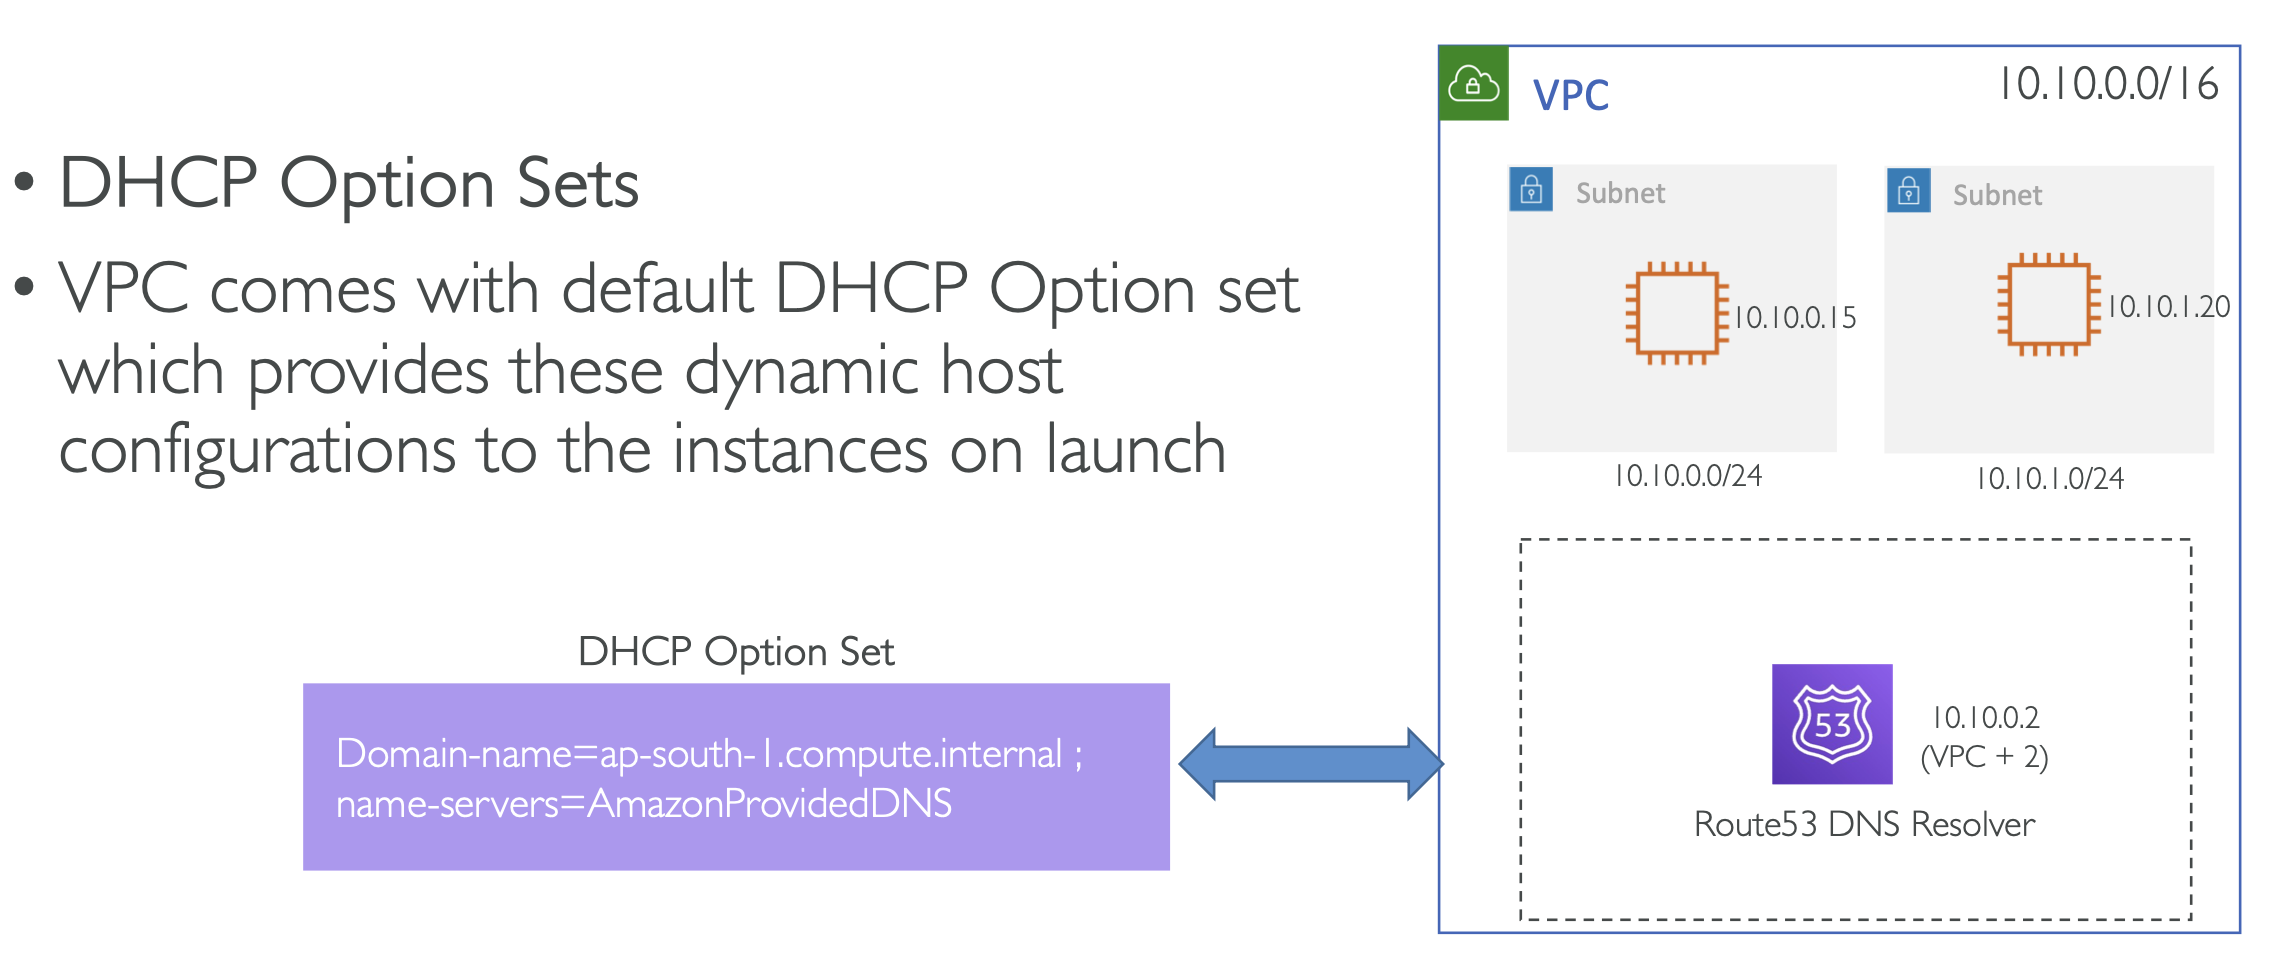 • DHCP Option Sets
• VPC comes with default DHCP Option set
which provides these dynamic host
configurations to the instances on launch
DHCP Option Set
Domain-name=ap-south-1.compute.internal ;
name-servers=AmazonProvidedDNS
VPC
10.10.0.0/16
Subnet
10.10.0.15
10.10.0.0/24
Subnet
10.10.1.20
10.10.1.0/24
53
10.10.0.2
(VPC + 2)
Route53 DNS Resolver